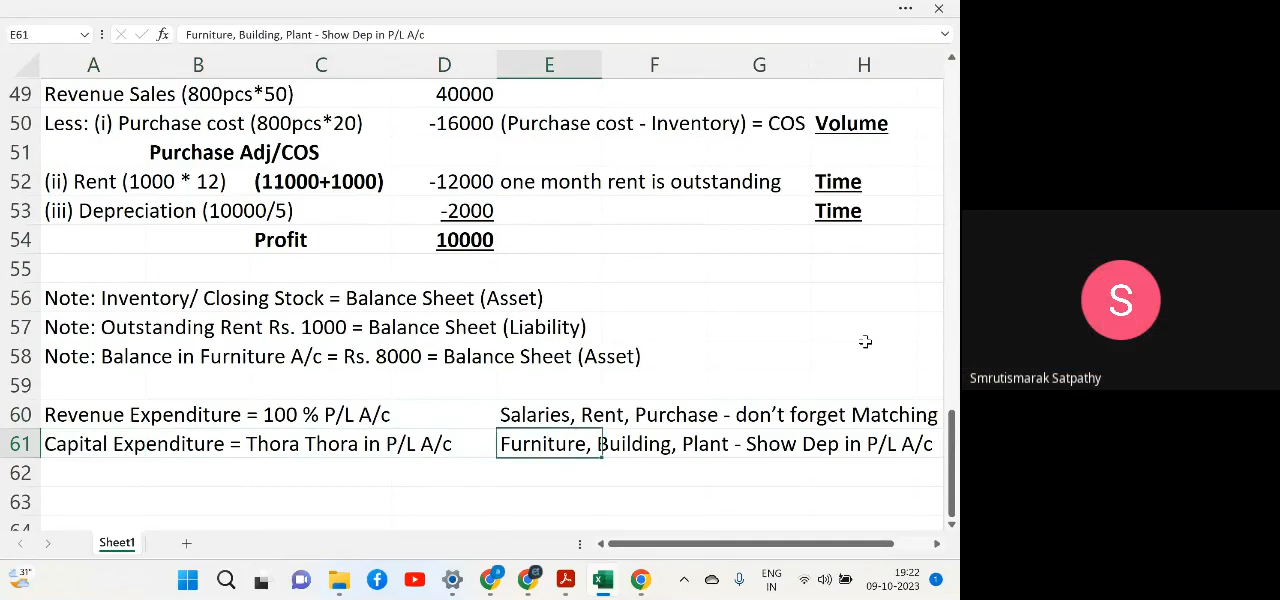 E61 fx Furniture, Building, Plant - Show Dep in P/L A/c
A B C D E F G H
49 Revenue Sales (800pcs*50) 40000
50 Less: (i) Purchase cost (800pcs*20) -16000 (Purchase cost - Inventory) = COS Volume
51 Purchase Adj/COS
52 (ii) Rent (1000 * 12) (11000+1000) -12000 one month rent is outstanding Time
53 (iii) Depreciation (10000/5) -2000 Time
54 Profit 10000
55
56 Note: Inventory/ Closing Stock = Balance Sheet (Asset)
57 Note: Outstanding Rent Rs. 1000 = Balance Sheet (Liability)
58 Note: Balance in Furniture A/c = Rs. 8000 = Balance Sheet (Asset)
59
60 Revenue Expenditure = 100 % P/L A/c Salaries, Rent, Purchase - don't forget Matching
61 Capital Expenditure = Thora Thora in P/L A/c Furniture, Building, Plant - Show Dep in P/L A/c
62
63
64
Sheet1
S
Smrutismarak Satpathy
31°
ENG
IN
19:22
09-10-2023
1